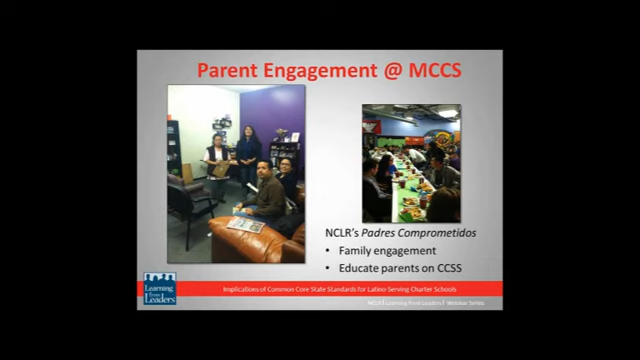 Parent Engagement @ MCCS
NCLR's Padres Comprometidos
• Family engagement
• Educate parents on CCSS
Learning
from
Leaders
Implications of Common Core State Standards for Latino-Serving Charter Schools
NCLR | Learning from Leaders | Webinar Series